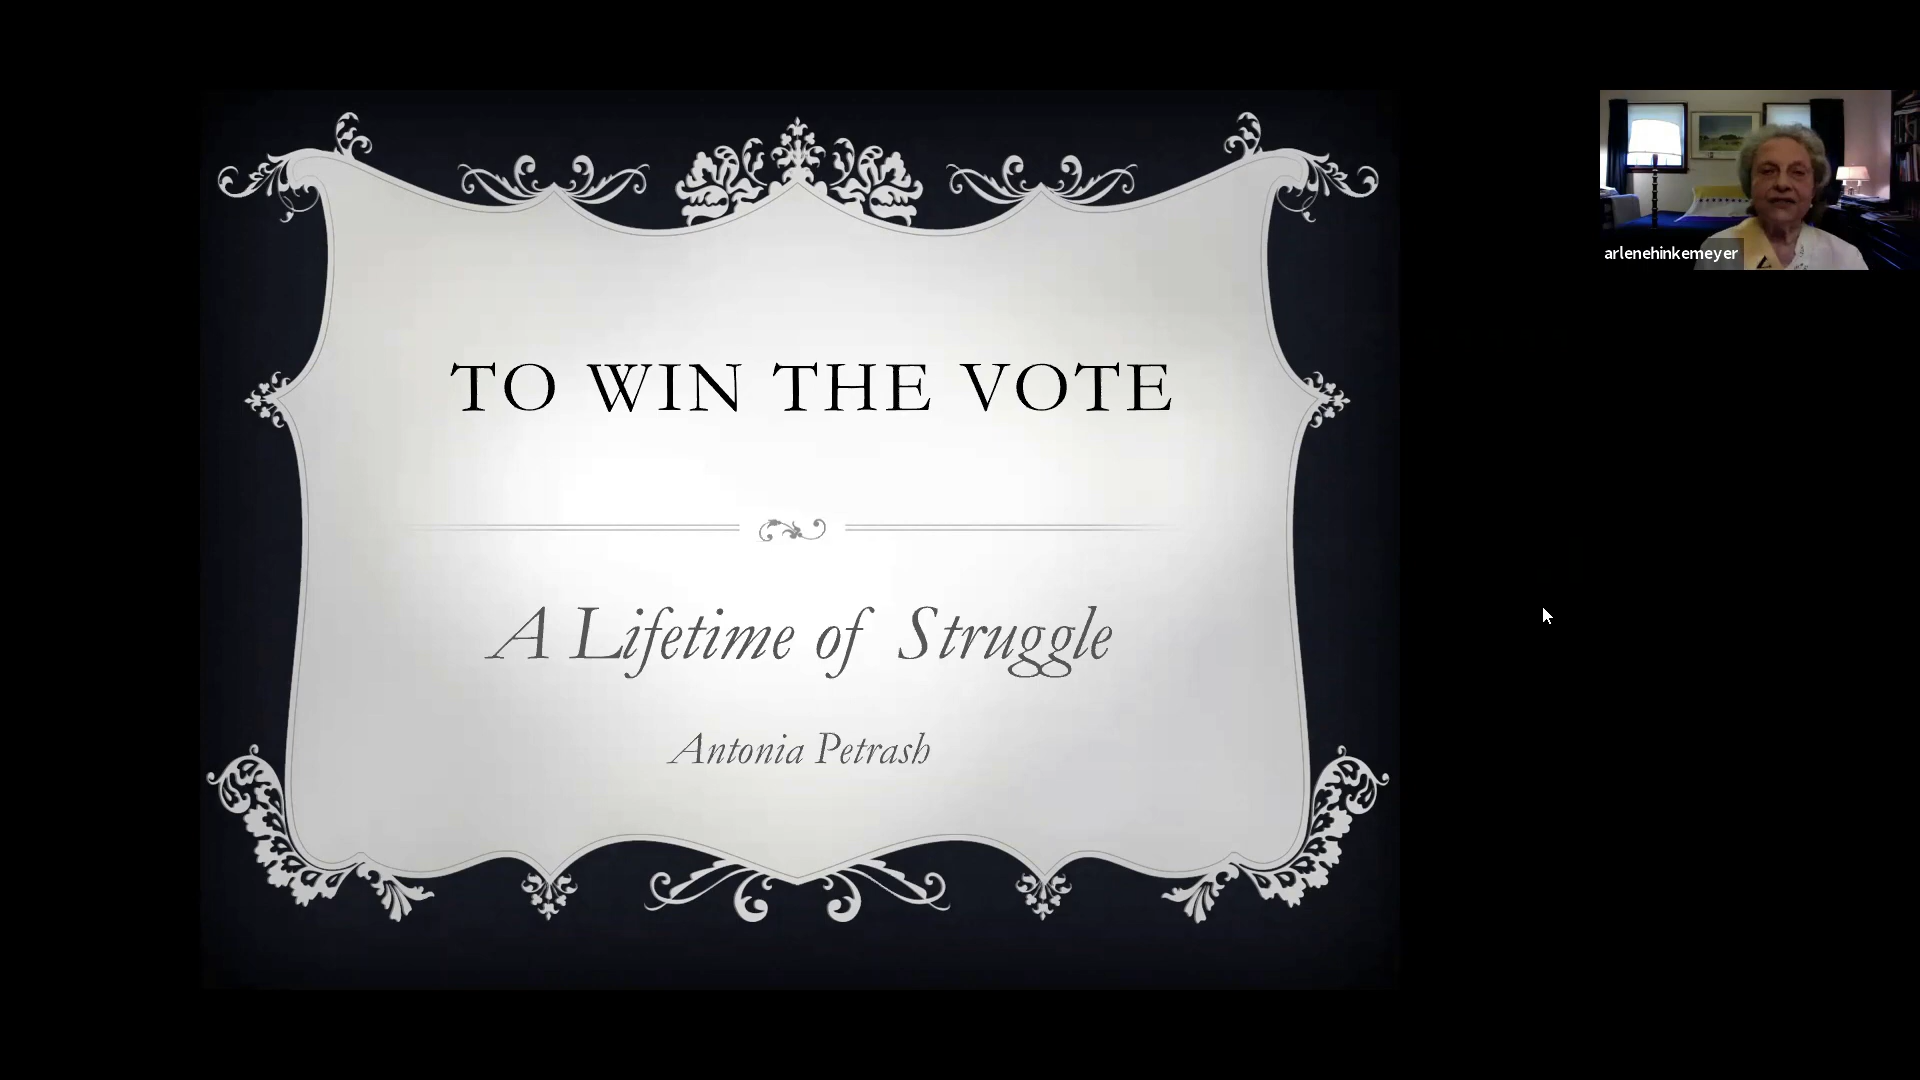 TO WIN THE VOTE
A Lifetime of Struggle
Antonia Petrash
arlenehinkemeyer